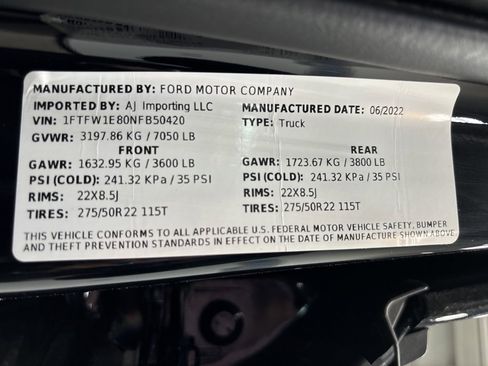 MANUFACTURED BY: FORD MOTOR COMPANY
IMPORTED BY: AJ Importing LLC
MANUFACTURED DATE: 06/2022
VIN: 1FTFW1E80NFB50420
TYPE: Truck
GVWR: 3197.86 KG / 7050 LB
FRONT
REAR
GAWR: 1632.95 KG / 3600 LB
GAWR: 1723.67 KG / 3800 LB
PSI (COLD): 241.32 KPa / 35 PSI
PSI (COLD): 241.32 KPa / 35 PSI
RIMS: 22X8.5J
RIMS: 22X8.5J
TIRES: 275/50R22 115T
TIRES: 275/50R22 115T
THIS VEHICLE CONFORMS TO ALL APPLICABLE U.S. FEDERAL MOTOR VEHICLE SAFETY, BUMPER
AND THEFT PREVENTION STANDARDS IN EFFECT ON THE DATE OF MANUFACTURE SHOWN ABOVE.